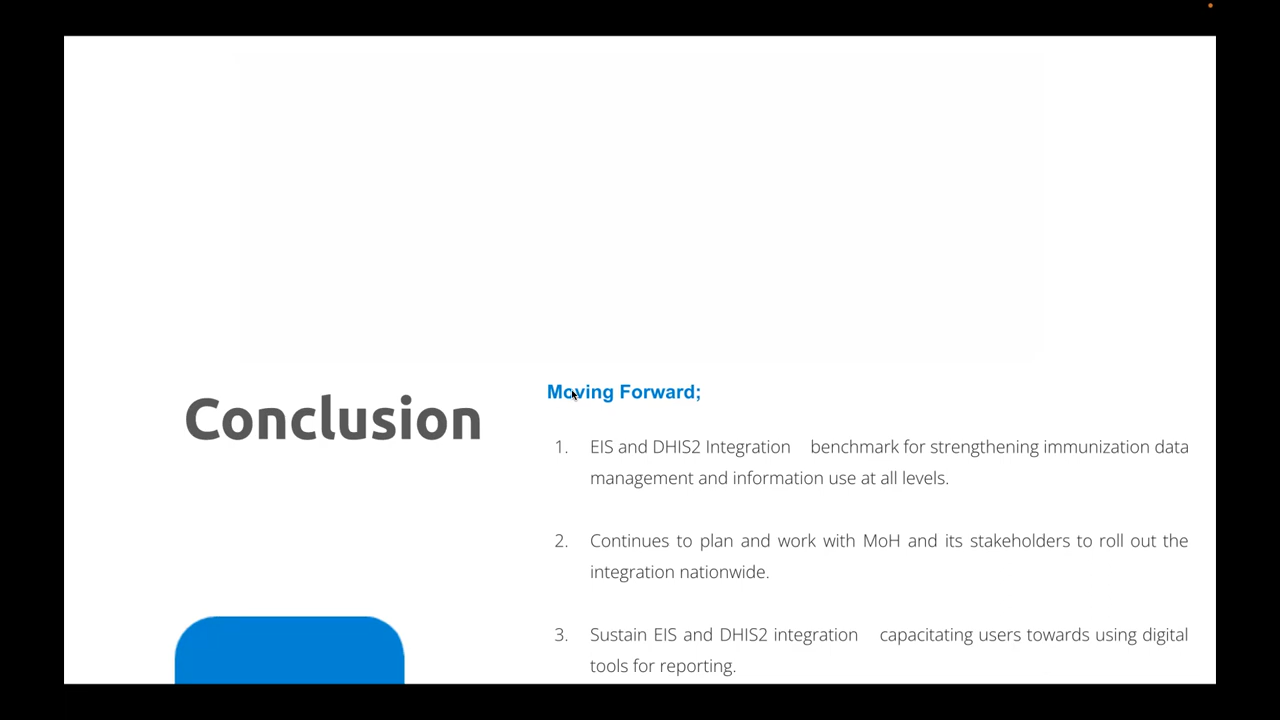 Conclusion
Moving Forward;
1. EIS and DHIS2 Integration benchmark for strengthening immunization data
management and information use at all levels.
2. Continues to plan and work with MoH and its stakeholders to roll out the
integration nationwide.
3. Sustain EIS and DHIS2 integration capacitating users towards using digital
tools for reporting.